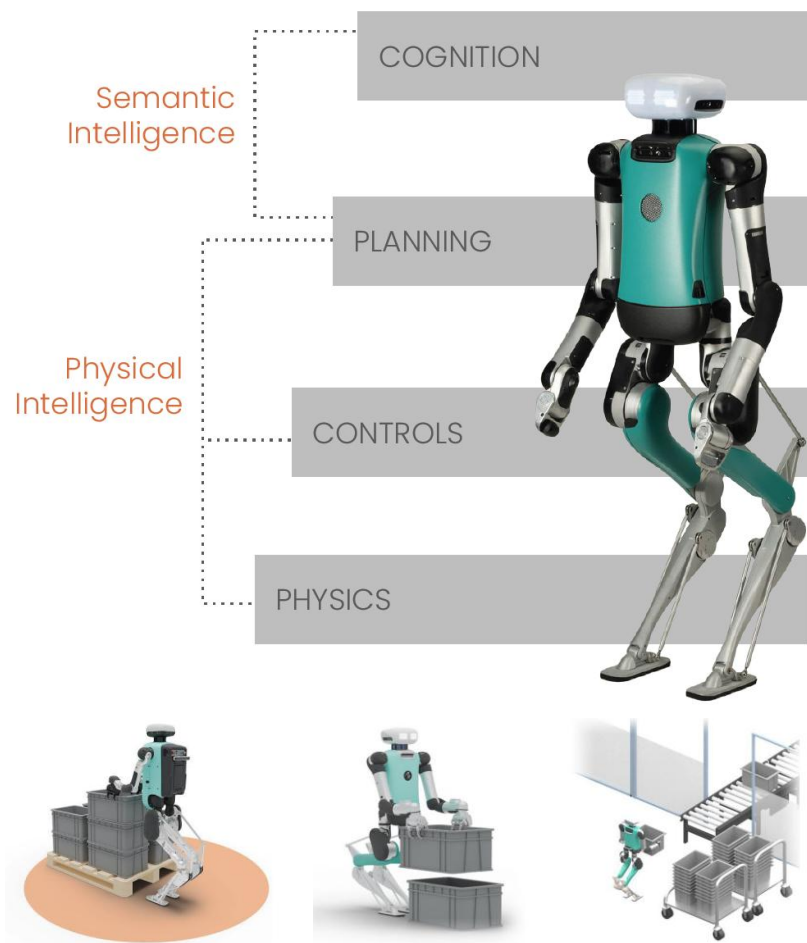 COGNITION
Semantic
Intelligence
PLANNING
Physical
Intelligence
CONTROLS
PHYSICS